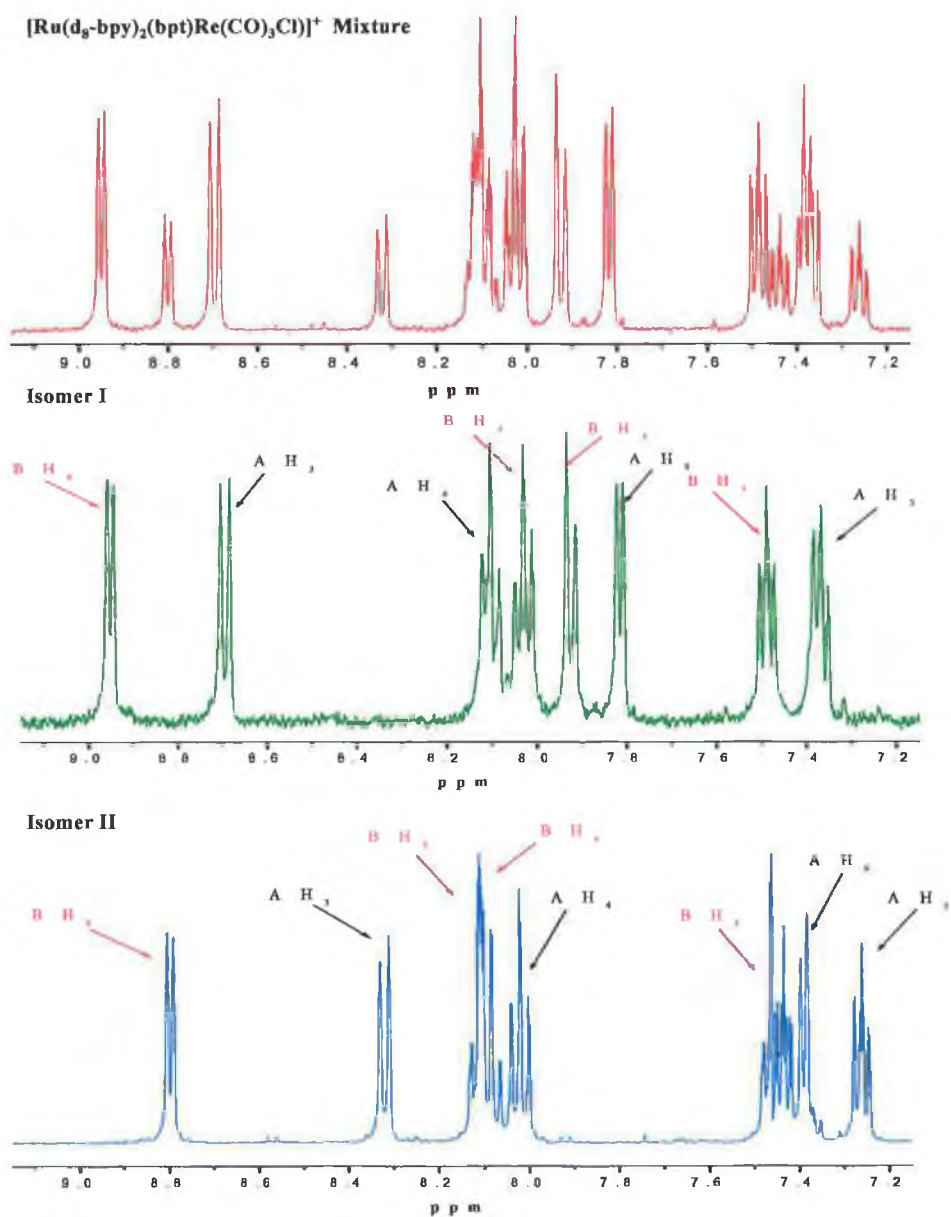 [Ru(d₈-bpy)₂(bpt)Re(CO)₃Cl)]⁺ Mixture
9.0 8.8 8.6 8.4 8.2 8.0 7.8 7.6 7.4 7.2
ppm
Isomer I
B H
A H₃
A H
B H
B H
A H
B H
A H
9.0 8.8 8.6 8.4 8.2 8.0 7.8 7.6 7.4 7.2
ppm
Isomer II
B H
A H₃
B H
B H
A H₄
B H
A H
A H
9.0 8.8 8.6 8.4 8.2 8.0 7.8 7.6 7.4 7.2
ppm